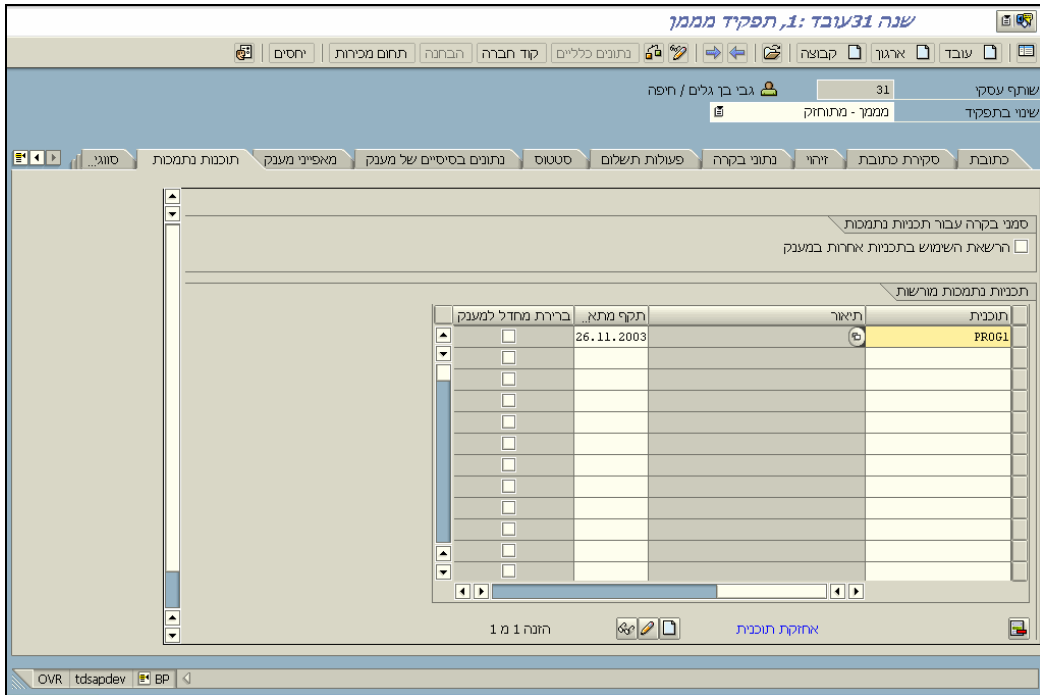 שנה 31עובד :1, תפקיד מממן
עובד ארגון קבוצה נתונים כלליים קוד חברה הבחנה תחום מכירות יחסים
שותף עסקי 31 גבי בן גלים / חיפה
שינוי בתפקיד מממן - מתוחזק
כתובת סקירת כתובת זיהוי נתוני בקרה פעולות תשלום סטטוס נתונים בסיסיים של מענק מאפייני מענק תוכנות נתמכות סווגי...
סמני בקרה עבור תכניות נתמכות
הרשאת השימוש בתכניות אחרות במענק
תכניות נתמכות מורשות
תוכנית תיאור תקף מתא.. ברירת מחדל למענק
PROG1 26.11.2003
אחזקת תוכנית הזנה 1 מ 1
OVR tdsapdev BP